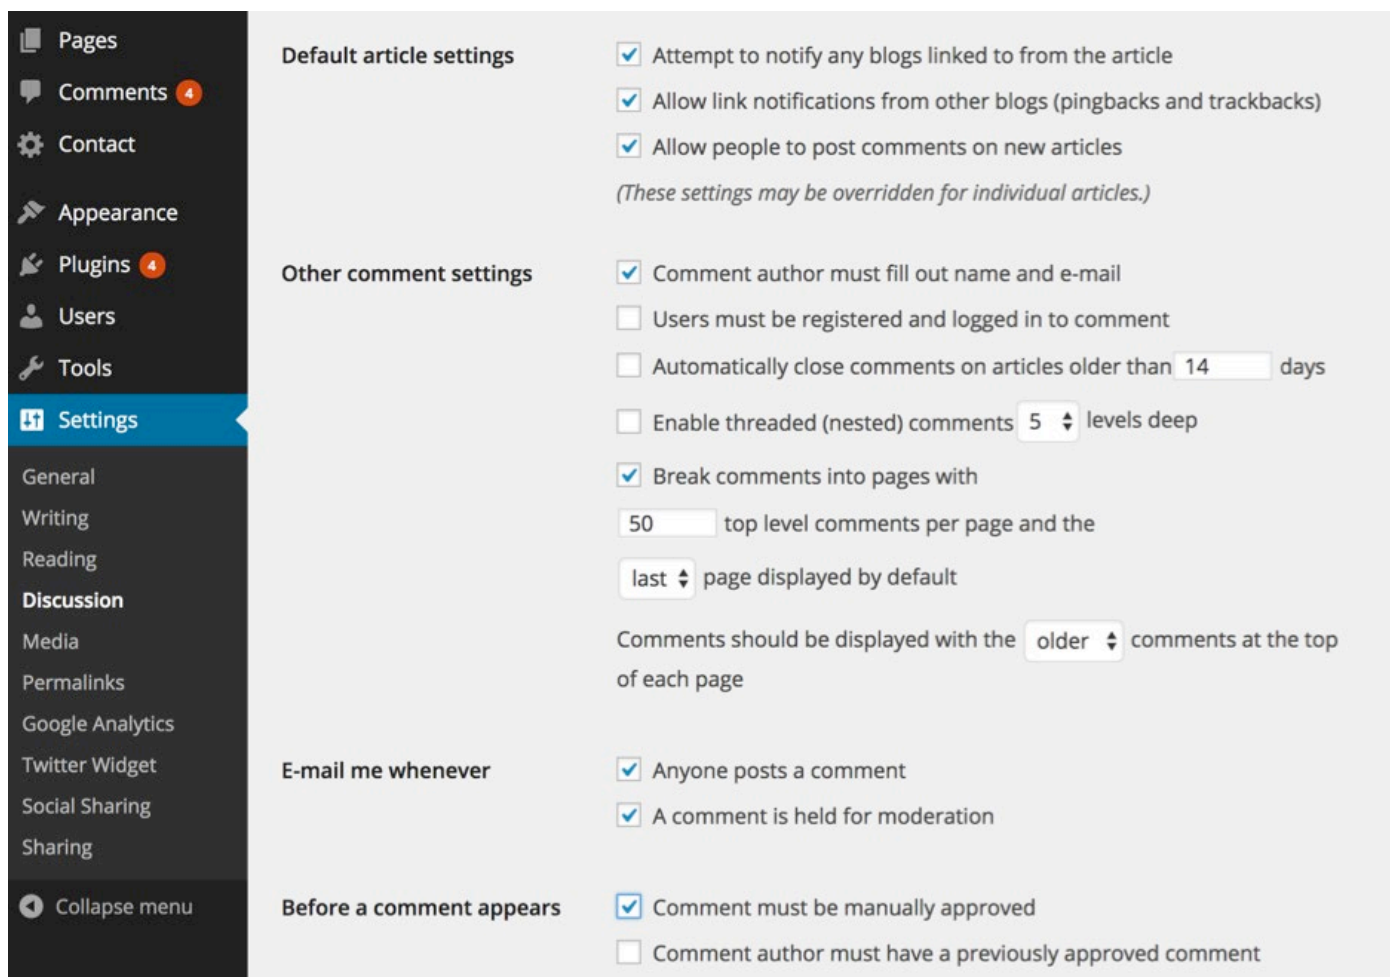 Pages
Comments 4
Contact
Appearance
Plugins 4
Users
Tools
Settings
General
Writing
Reading
Discussion
Media
Permalinks
Google Analytics
Twitter Widget
Social Sharing
Sharing
Collapse menu
Default article settings
Attempt to notify any blogs linked to from the article
Allow link notifications from other blogs (pingbacks and trackbacks)
Allow people to post comments on new articles
(These settings may be overridden for individual articles.)
Other comment settings
Comment author must fill out name and e-mail
Users must be registered and logged in to comment
Automatically close comments on articles older than 14 days
Enable threaded (nested) comments 5 levels deep
Break comments into pages with
50 top level comments per page and the
last page displayed by default
Comments should be displayed with the older comments at the top
of each page
E-mail me whenever
Anyone posts a comment
A comment is held for moderation
Before a comment appears
Comment must be manually approved
Comment author must have a previously approved comment